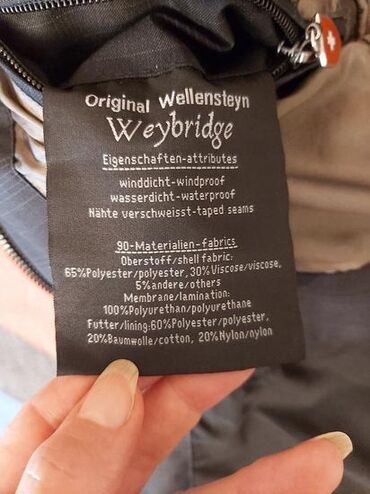 Original Wellensteyn
Weybridge
Eigenschaften-attributes
winddicht-windproof
wasserdicht-waterproof
Nähte verschweisst-taped seams
90-Materialien-fabrics
Oberstoff/shell fabric:
65%Polyester/polyester, 30%Viscose/viscose,
5%andere/others
Membrane/lamination:
100%Polyurethan/polyurethane
Futter/lining:60%Polyester/polyester,
20%Baumwolle/cotton, 20%Nylon/nylon